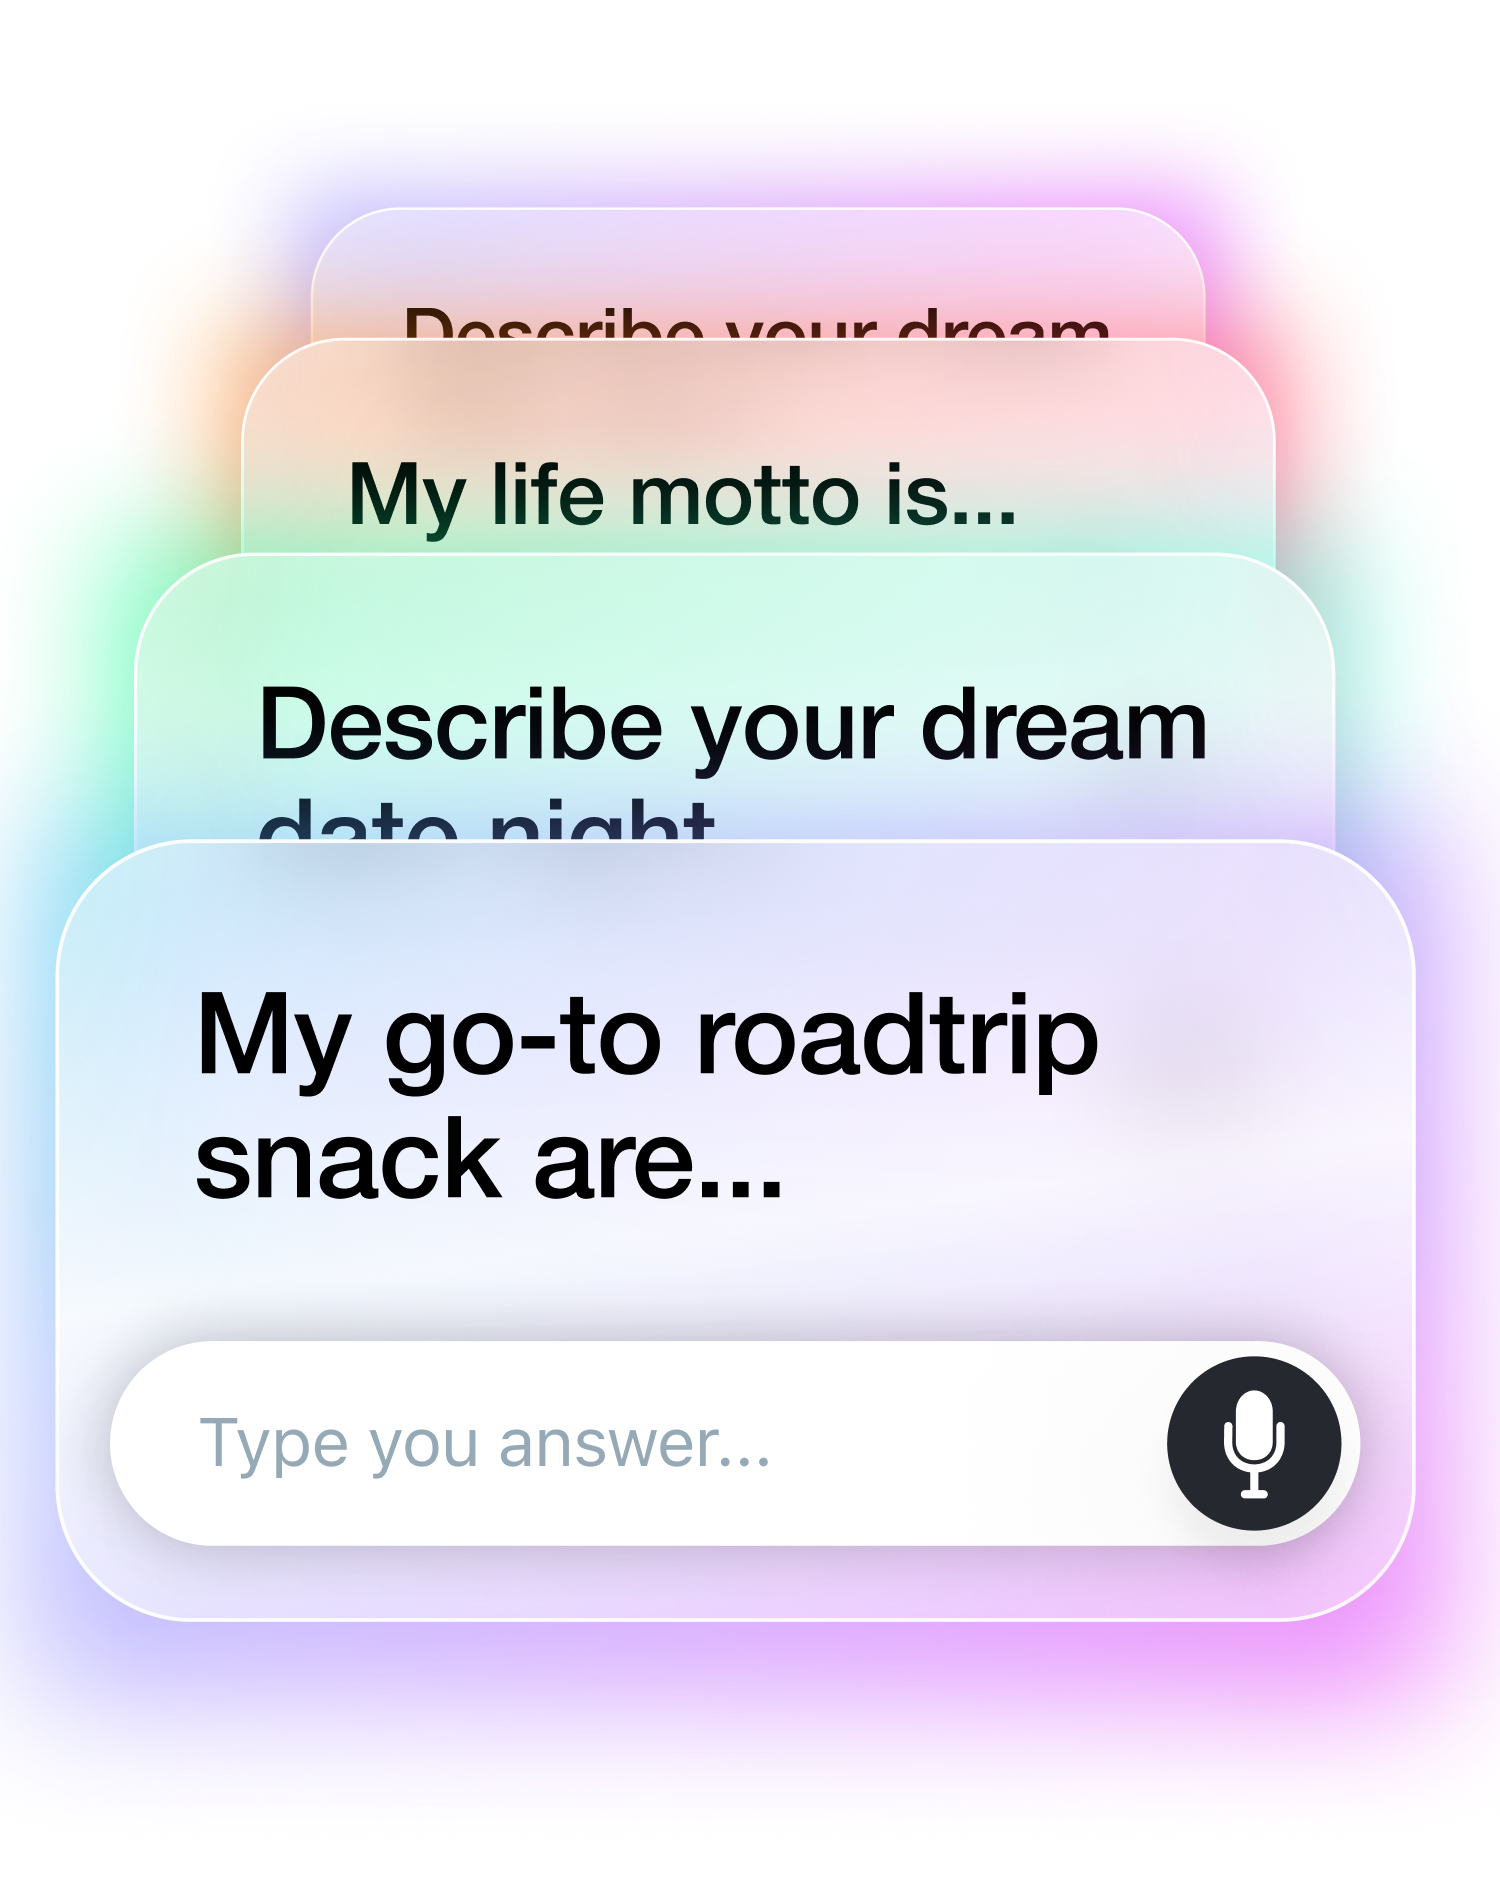 Describe your dream
My life motto is...
Describe your dream
date night
My go-to roadtrip
snack are...
Type you answer...